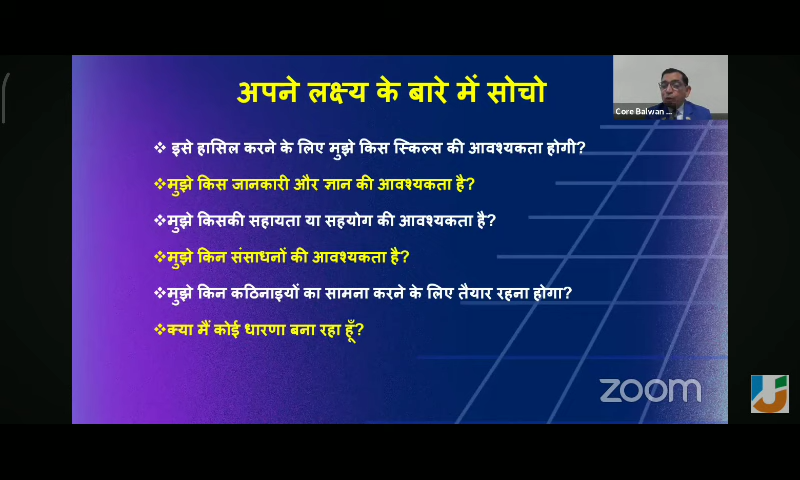 अपने लक्ष्य के बारे में सोचो
Core Balwan ...
❖ इसे हासिल करने के लिए मुझे किस स्किल्स की आवश्यकता होगी?
❖मुझे किस जानकारी और ज्ञान की आवश्यकता है?
❖मुझे किसकी सहायता या सहयोग की आवश्यकता है?
❖मुझे किन संसाधनों की आवश्यकता है?
❖मुझे किन कठिनाइयों का सामना करने के लिए तैयार रहना होगा?
❖क्या मैं कोई धारणा बना रहा हूँ?
zoom